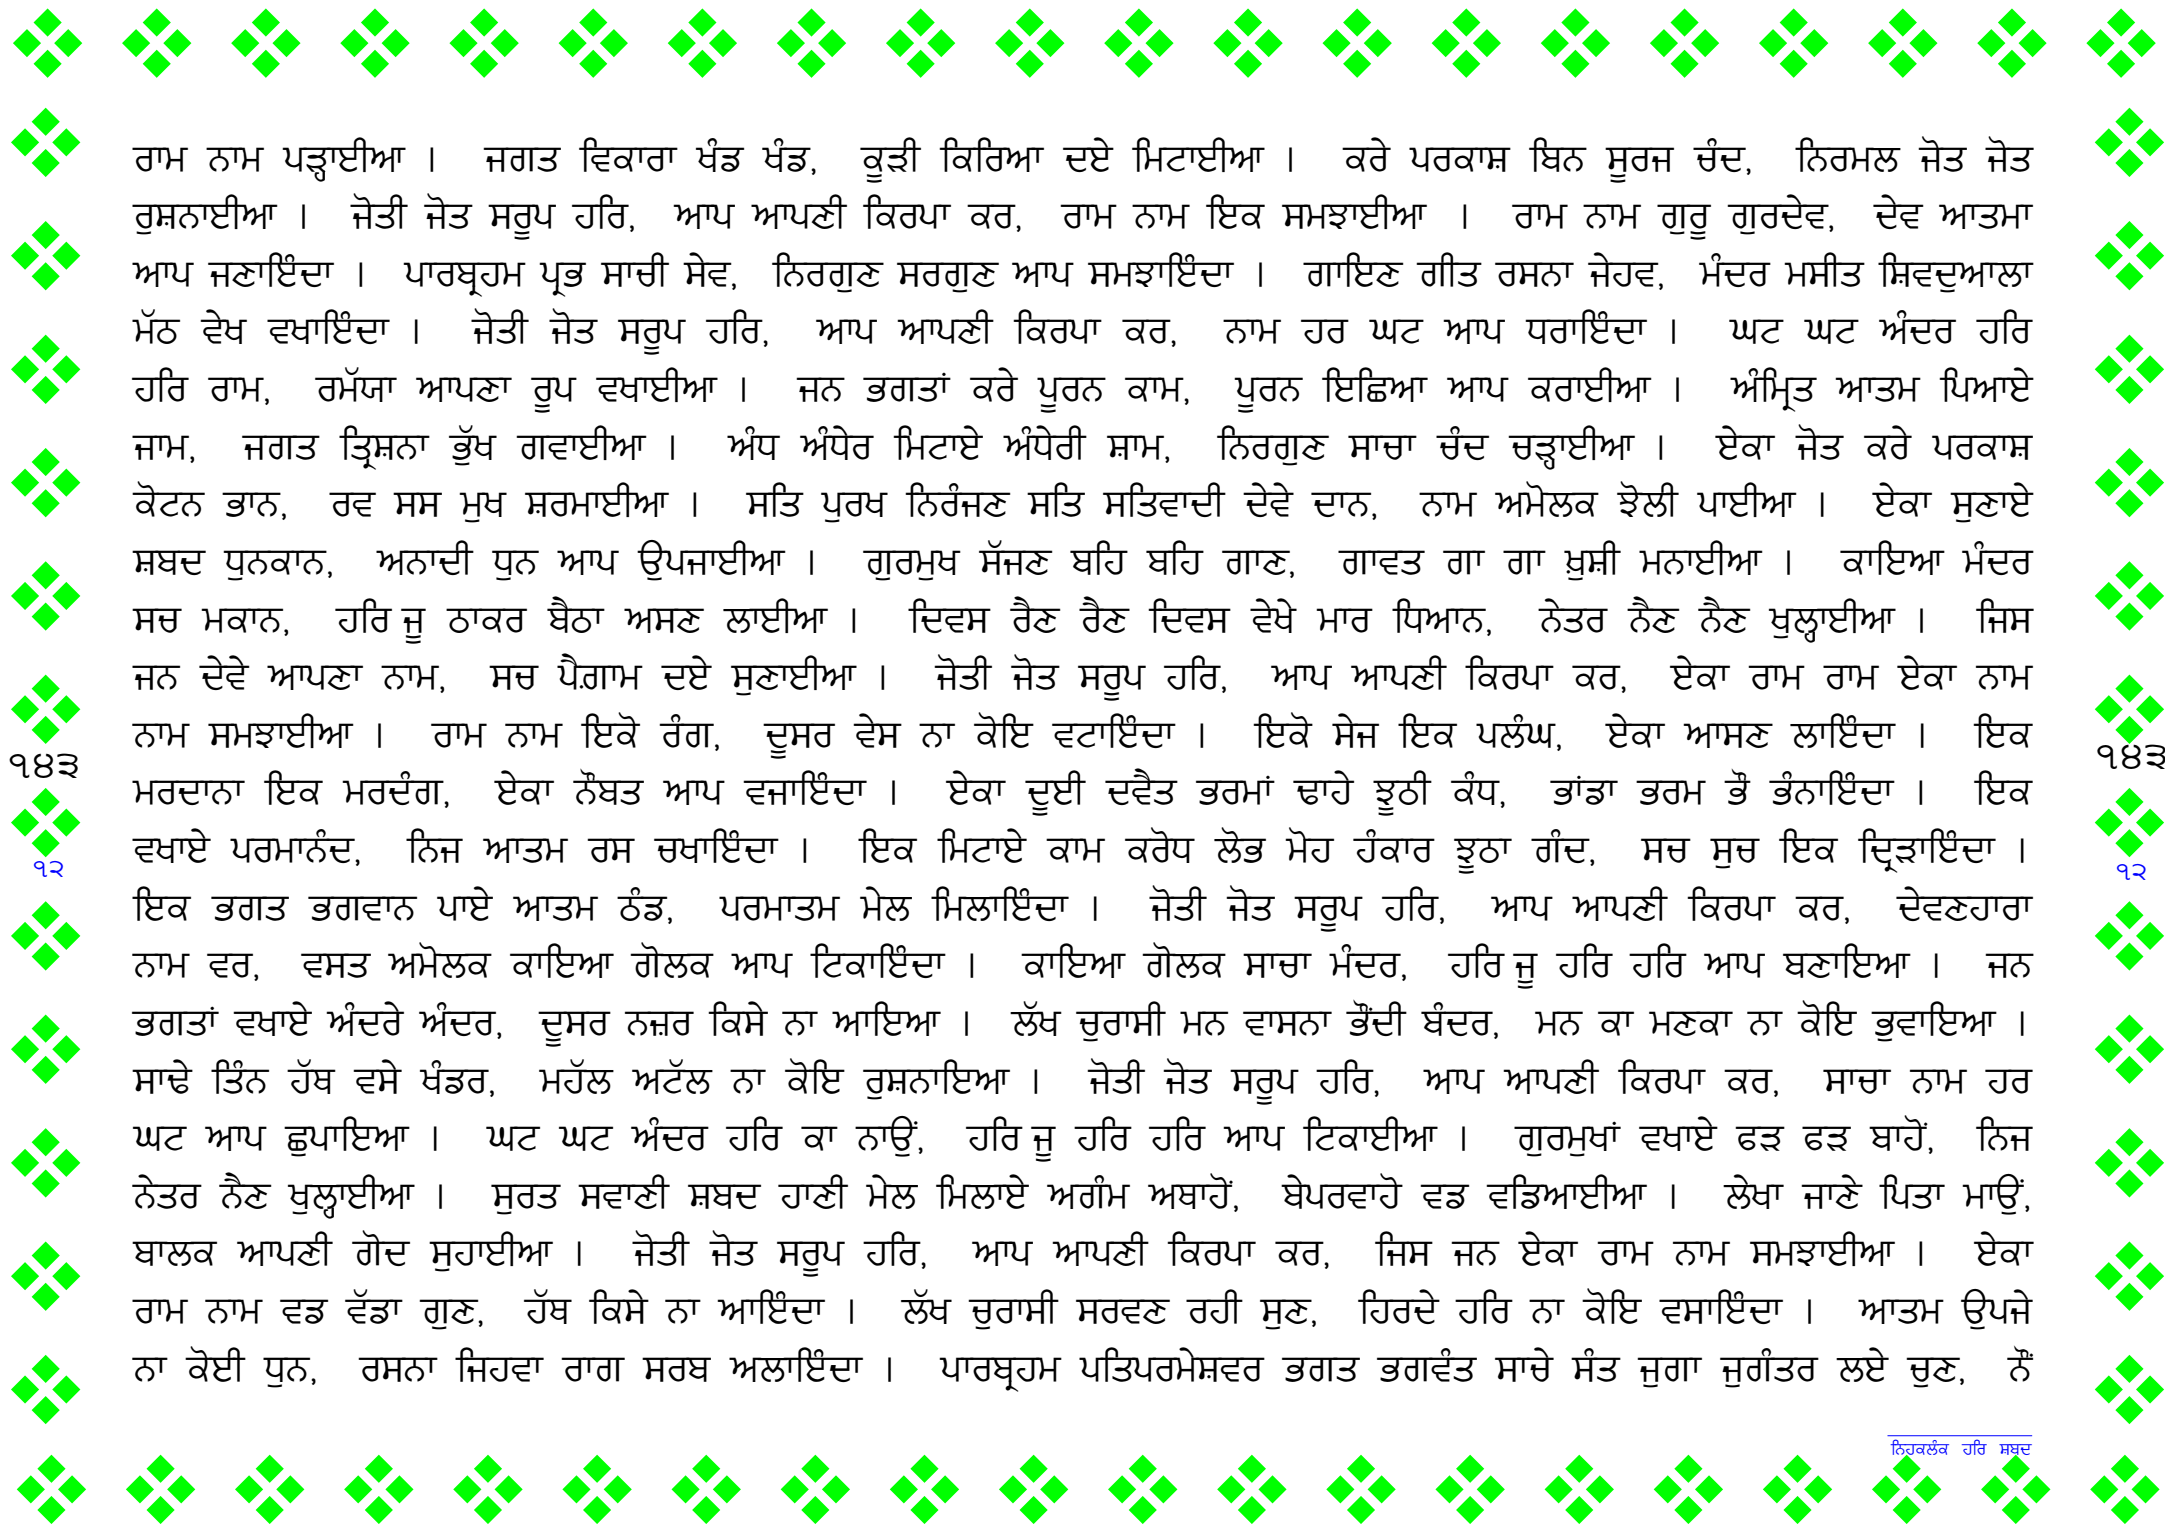 ਰਾਮ ਨਾਮ ਪੜ੍ਹਾਈਆ । ਜਗਤ ਵਿਕਾਰਾ ਖੰਡ ਖੰਡ, ਕੂੜੀ ਕਿਰਿਆ ਦਏ ਮਿਟਾਈਆ । ਕਰੇ ਪਰਕਾਸ਼ ਬਿਨ ਸੂਰਜ ਚੰਦ, ਨਿਰਮਲ ਜੋਤ ਜੋਤ
ਰੁਸ਼ਨਾਈਆ । ਜੋਤੀ ਜੋਤ ਸਰੂਪ ਹਰਿ, ਆਪ ਆਪਣੀ ਕਿਰਪਾ ਕਰ, ਰਾਮ ਨਾਮ ਇਕ ਸਮਝਾਈਆ । ਰਾਮ ਨਾਮ ਗੁਰੂ ਗੁਰਦੇਵ, ਦੇਵ ਆਤਮਾ
ਆਪ ਜਣਾਇੰਦਾ । ਪਾਰਬ੍ਰਹਮ ਪ੍ਰਭ ਸਾਚੀ ਸੇਵ, ਨਿਰਗੁਣ ਸਰਗੁਣ ਆਪ ਸਮਝਾਇੰਦਾ । ਗਾਇਣ ਗੀਤ ਰਸਨਾ ਜੇਹਵ, ਮੰਦਰ ਮਸੀਤ ਸ਼ਿਵਦੁਆਲਾ
ਮੱਠ ਵੇਖ ਵਖਾਇੰਦਾ । ਜੋਤੀ ਜੋਤ ਸਰੂਪ ਹਰਿ, ਆਪ ਆਪਣੀ ਕਿਰਪਾ ਕਰ, ਨਾਮ ਹਰ ਘਟ ਆਪ ਧਰਾਇੰਦਾ । ਘਟ ਘਟ ਅੰਦਰ ਹਰਿ
ਹਰਿ ਰਾਮ, ਰਮੱਯਾ ਆਪਣਾ ਰੂਪ ਵਖਾਈਆ । ਜਨ ਭਗਤਾਂ ਕਰੇ ਪੂਰਨ ਕਾਮ, ਪੂਰਨ ਇਛਿਆ ਆਪ ਕਰਾਈਆ । ਅੰਮ੍ਰਿਤ ਆਤਮ ਪਿਆਏ
ਜਾਮ, ਜਗਤ ਤ੍ਰਿਸ਼ਨਾ ਭੁੱਖ ਗਵਾਈਆ । ਅੰਧ ਅੰਧੇਰ ਮਿਟਾਏ ਅੰਧੇਰੀ ਸ਼ਾਮ, ਨਿਰਗੁਣ ਸਾਚਾ ਚੰਦ ਚੜ੍ਹਾਈਆ । ਏਕਾ ਜੋਤ ਕਰੇ ਪਰਕਾਸ਼
ਕੋਟਨ ਭਾਨ, ਰਵ ਸਸ ਮੁਖ ਸ਼ਰਮਾਈਆ । ਸਤਿ ਪੁਰਖ ਨਿਰੰਜਣ ਸਤਿ ਸਤਿਵਾਦੀ ਦੇਵੇ ਦਾਨ, ਨਾਮ ਅਮੋਲਕ ਝੋਲੀ ਪਾਈਆ । ਏਕਾ ਸੁਣਾਏ
ਸ਼ਬਦ ਧੁਨਕਾਨ, ਅਨਾਦੀ ਧੁਨ ਆਪ ਉਪਜਾਈਆ । ਗੁਰਮੁਖ ਸੱਜਣ ਬਹਿ ਬਹਿ ਗਾਣ, ਗਾਵਤ ਗਾ ਗਾ ਖ਼ੁਸ਼ੀ ਮਨਾਈਆ । ਕਾਇਆ ਮੰਦਰ
ਸਚ ਮਕਾਨ, ਹਰਿ ਜੂ ਠਾਕਰ ਬੈਠਾ ਅਸਣ ਲਾਈਆ । ਦਿਵਸ ਰੈਣ ਰੈਣ ਦਿਵਸ ਵੇਖੇ ਮਾਰ ਧਿਆਨ, ਨੇਤਰ ਨੈਣ ਨੈਣ ਖੁਲ੍ਹਾਈਆ । ਜਿਸ
ਜਨ ਦੇਵੇ ਆਪਣਾ ਨਾਮ, ਸਚ ਪੈਗ਼ਾਮ ਦਏ ਸੁਣਾਈਆ । ਜੋਤੀ ਜੋਤ ਸਰੂਪ ਹਰਿ, ਆਪ ਆਪਣੀ ਕਿਰਪਾ ਕਰ, ਏਕਾ ਰਾਮ ਰਾਮ ਏਕਾ ਨਾਮ
ਨਾਮ ਸਮਝਾਈਆ । ਰਾਮ ਨਾਮ ਇਕੋ ਰੰਗ, ਦੂਸਰ ਵੇਸ ਨਾ ਕੋਇ ਵਟਾਇੰਦਾ । ਇਕੋ ਸੇਜ ਇਕ ਪਲੰਘ, ਏਕਾ ਆਸਣ ਲਾਇੰਦਾ । ਇਕ
੧੪੩ ੧੪੩
ਮਰਦਾਨਾ ਇਕ ਮਰਦੰਗ, ਏਕਾ ਨੌਬਤ ਆਪ ਵਜਾਇੰਦਾ । ਏਕਾ ਦੂਈ ਦਵੈਤ ਭਰਮਾਂ ਢਾਹੇ ਝੂਠੀ ਕੰਧ, ਭਾਂਡਾ ਭਰਮ ਭੌ ਭੰਨਾਇੰਦਾ । ਇਕ
ਵਖਾਏ ਪਰਮਾਨੰਦ, ਨਿਜ ਆਤਮ ਰਸ ਚਖਾਇੰਦਾ । ਇਕ ਮਿਟਾਏ ਕਾਮ ਕਰੋਧ ਲੋਭ ਮੋਹ ਹੰਕਾਰ ਝੂਠਾ ਗੰਦ, ਸਚ ਸੁਚ ਇਕ ਦ੍ਰਿੜਾਇੰਦਾ ।
੧੨ ੧੨
ਇਕ ਭਗਤ ਭਗਵਾਨ ਪਾਏ ਆਤਮ ਠੰਡ, ਪਰਮਾਤਮ ਮੇਲ ਮਿਲਾਇੰਦਾ । ਜੋਤੀ ਜੋਤ ਸਰੂਪ ਹਰਿ, ਆਪ ਆਪਣੀ ਕਿਰਪਾ ਕਰ, ਦੇਵਣਹਾਰਾ
ਨਾਮ ਵਰ, ਵਸਤ ਅਮੋਲਕ ਕਾਇਆ ਗੋਲਕ ਆਪ ਟਿਕਾਇੰਦਾ । ਕਾਇਆ ਗੋਲਕ ਸਾਚਾ ਮੰਦਰ, ਹਰਿ ਜੂ ਹਰਿ ਹਰਿ ਆਪ ਬਣਾਇਆ । ਜਨ
ਭਗਤਾਂ ਵਖਾਏ ਅੰਦਰੇ ਅੰਦਰ, ਦੂਸਰ ਨਜ਼ਰ ਕਿਸੇ ਨਾ ਆਇਆ । ਲੱਖ ਚੁਰਾਸੀ ਮਨ ਵਾਸਨਾ ਭੌਂਦੀ ਬੰਦਰ, ਮਨ ਕਾ ਮਣਕਾ ਨਾ ਕੋਇ ਭੁਵਾਇਆ ।
ਸਾਢੇ ਤਿੰਨ ਹੱਥ ਵਸੇ ਖੰਡਰ, ਮਹੱਲ ਅਟੱਲ ਨਾ ਕੋਇ ਰੁਸ਼ਨਾਇਆ । ਜੋਤੀ ਜੋਤ ਸਰੂਪ ਹਰਿ, ਆਪ ਆਪਣੀ ਕਿਰਪਾ ਕਰ, ਸਾਚਾ ਨਾਮ ਹਰ
ਘਟ ਆਪ ਛੁਪਾਇਆ । ਘਟ ਘਟ ਅੰਦਰ ਹਰਿ ਕਾ ਨਾਉਂ, ਹਰਿ ਜੂ ਹਰਿ ਹਰਿ ਆਪ ਟਿਕਾਈਆ । ਗੁਰਮੁਖਾਂ ਵਖਾਏ ਫੜ ਫੜ ਬਾਹੋਂ, ਨਿਜ
ਨੇਤਰ ਨੈਣ ਖੁਲ੍ਹਾਈਆ । ਸੁਰਤ ਸਵਾਣੀ ਸ਼ਬਦ ਹਾਣੀ ਮੇਲ ਮਿਲਾਏ ਅਗੰਮ ਅਥਾਹੋਂ, ਬੇਪਰਵਾਹੋ ਵਡ ਵਡਿਆਈਆ । ਲੇਖਾ ਜਾਣੇ ਪਿਤਾ ਮਾਉਂ,
ਬਾਲਕ ਆਪਣੀ ਗੋਦ ਸੁਹਾਈਆ । ਜੋਤੀ ਜੋਤ ਸਰੂਪ ਹਰਿ, ਆਪ ਆਪਣੀ ਕਿਰਪਾ ਕਰ, ਜਿਸ ਜਨ ਏਕਾ ਰਾਮ ਨਾਮ ਸਮਝਾਈਆ । ਏਕਾ
ਰਾਮ ਨਾਮ ਵਡ ਵੱਡਾ ਗੁਣ, ਹੱਥ ਕਿਸੇ ਨਾ ਆਇੰਦਾ । ਲੱਖ ਚੁਰਾਸੀ ਸਰਵਣ ਰਹੀ ਸੁਣ, ਹਿਰਦੇ ਹਰਿ ਨਾ ਕੋਇ ਵਸਾਇੰਦਾ । ਆਤਮ ਉਪਜੇ
ਨਾ ਕੋਈ ਧੁਨ, ਰਸਨਾ ਜਿਹਵਾ ਰਾਗ ਸਰਬ ਅਲਾਇੰਦਾ । ਪਾਰਬ੍ਰਹਮ ਪਤਿਪਰਮੇਸ਼ਵਰ ਭਗਤ ਭਗਵੰਤ ਸਾਚੇ ਸੰਤ ਜੁਗਾ ਜੁਗੰਤਰ ਲਏ ਚੁਣ, ਨੌਂ
ਨਿਹਕਲੰਕ ਹਰਿ ਸ਼ਬਦ